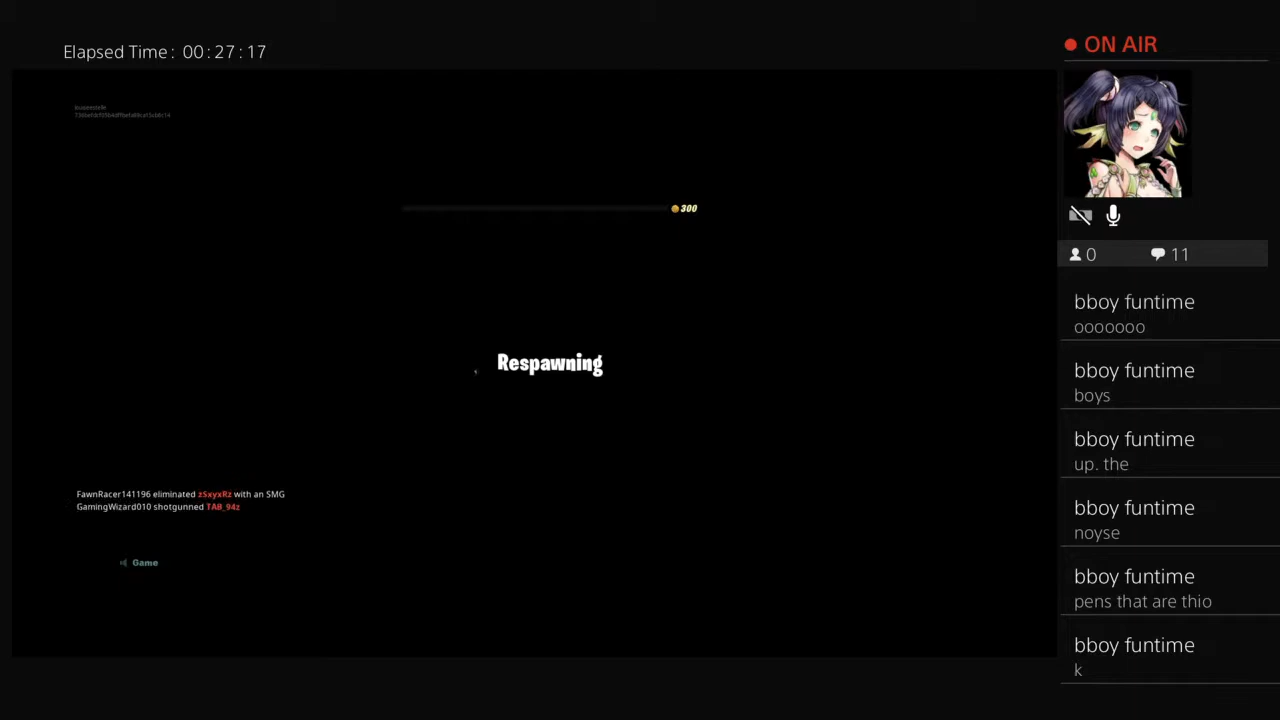 Elapsed Time: 00:27:17
ON AIR
300
0
11
bboy funtime
ooooooo
bboy funtime
boys
bboy funtime
up. the
Respawning
bboy funtime
noyse
FawnRacer141196 eliminated zSxyxRz with an SMG
GamingWizard010 shotgunned TAB_94z
Game
bboy funtime
pens that are thio
bboy funtime
k